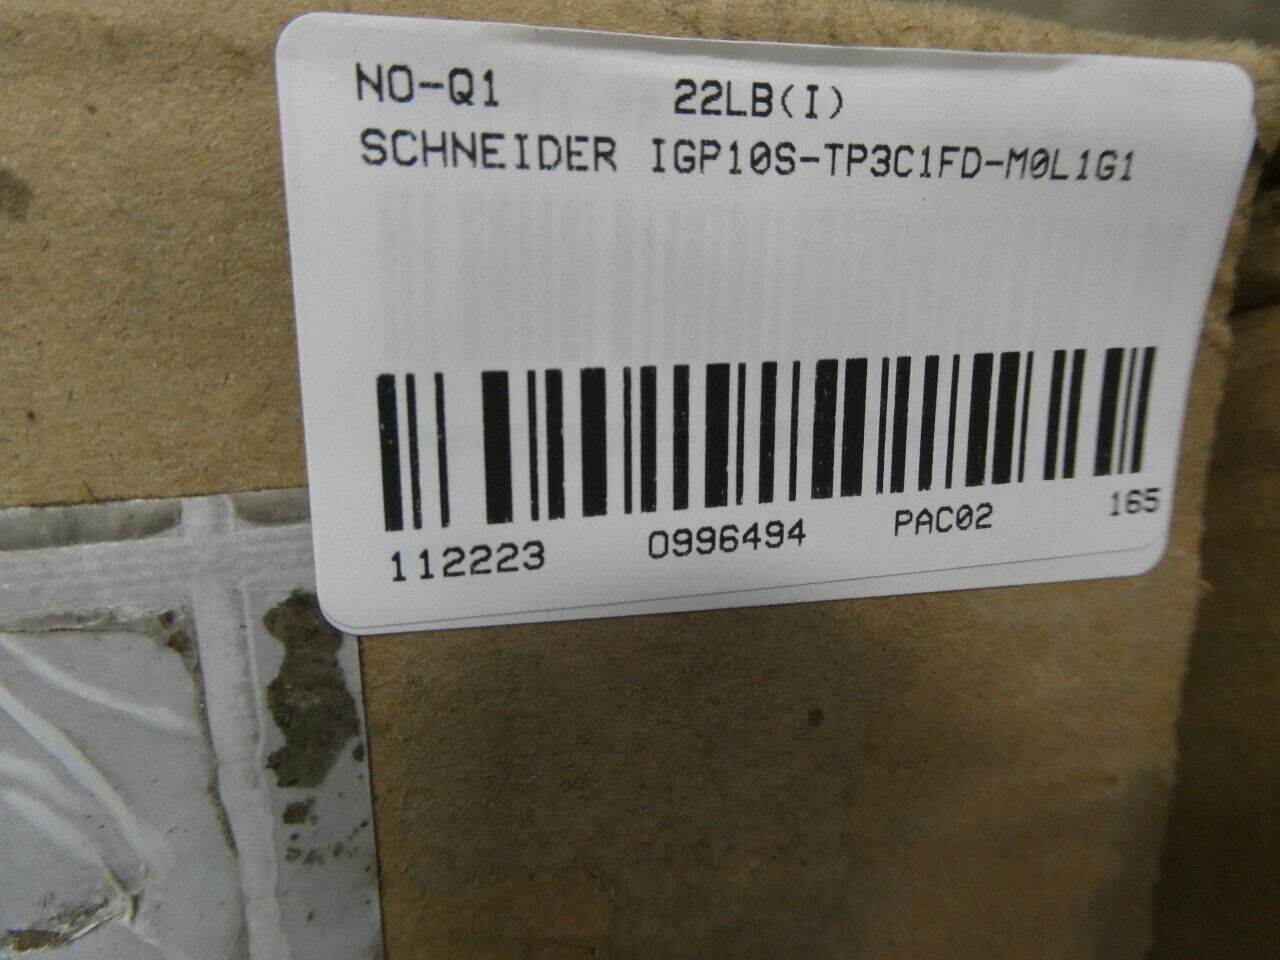 NO-Q1 22LB(I)
SCHNEIDER IGP10S-TP3C1FD-M0L1G1
112223 0996494 PAC02 165